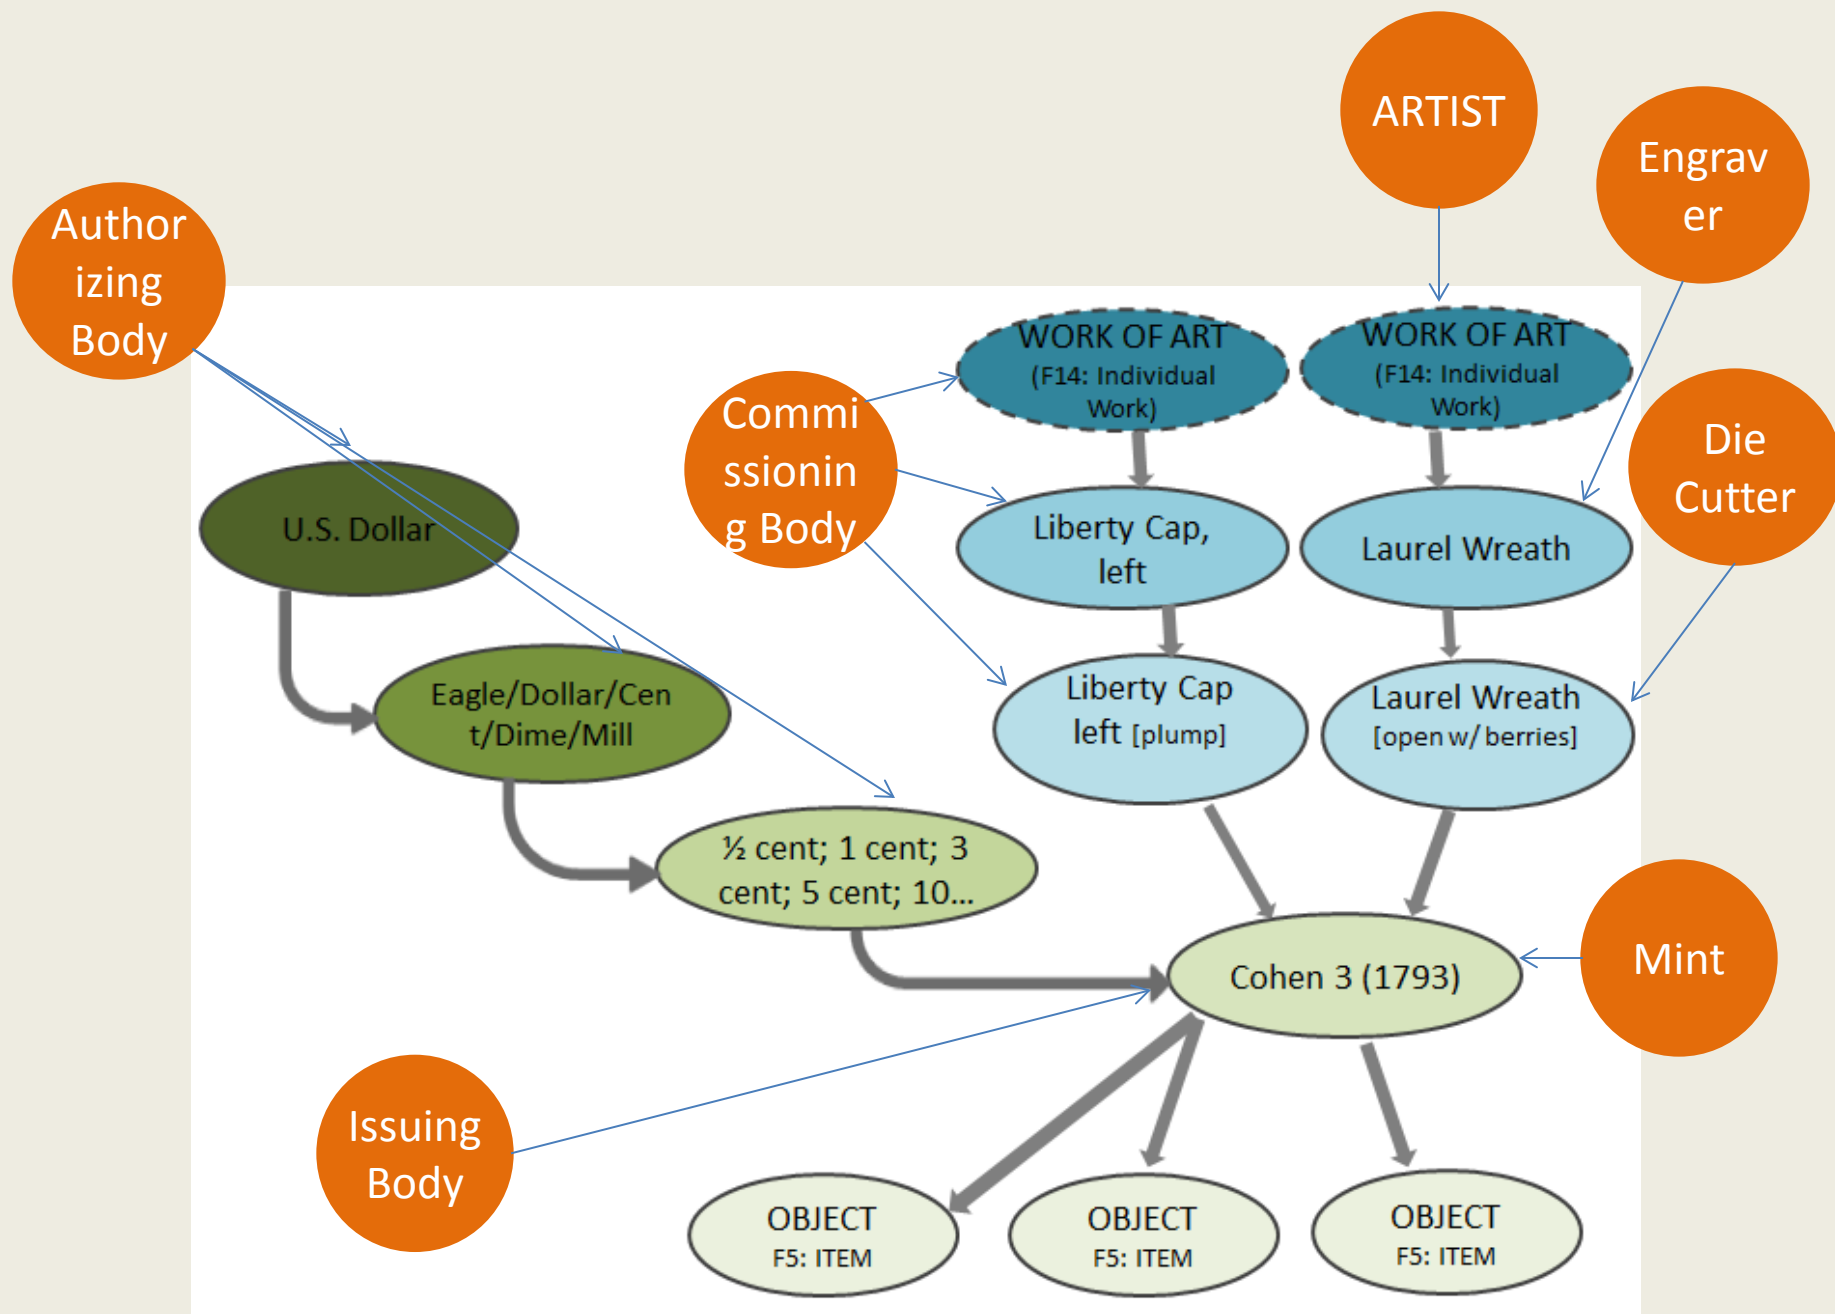 ARTIST
Engrav
er
Author
izing
Body
WORK OF ART
(F14: Individual
Work)
WORK OF ART
(F14: Individual
Work)
Commi
ssionin
g Body
Die
Cutter
U.S. Dollar
Liberty Cap,
left
Laurel Wreath
Eagle/Dollar/Cen
t/Dime/Mill
Liberty Cap
left [plump]
Laurel Wreath
[open w/ berries]
½ cent; 1 cent; 3
cent; 5 cent; 10...
Cohen 3 (1793)
Mint
Issuing
Body
OBJECT
F5: ITEM
OBJECT
F5: ITEM
OBJECT
F5: ITEM